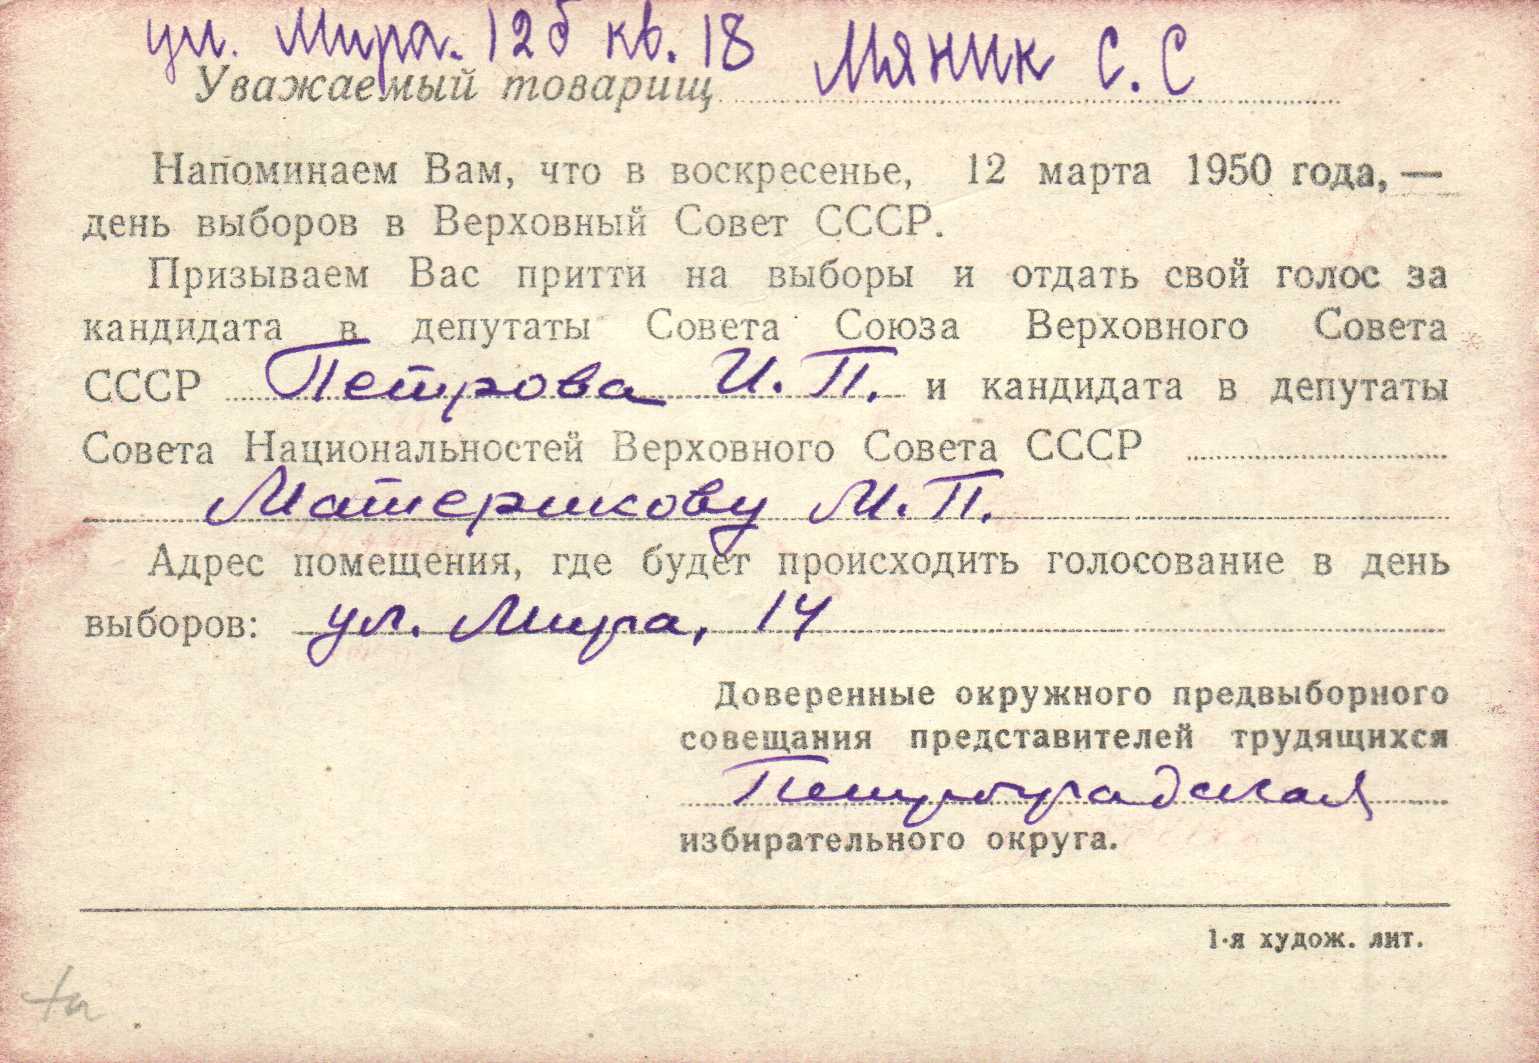 ул. Мира. 12б кв. 18 Мяник С. С
Уважаемый товарищ
Напоминаем Вам, что в воскресенье, 12 марта 1950 года, —
день выборов в Верховный Совет СССР.
Призываем Вас притти на выборы и отдать свой голос за
кандидата в депутаты Совета Союза Верховного Совета
СССР Петрова И. П. и кандидата в депутаты
Совета Национальностей Верховного Совета СССР
Материкову М. П.
Адрес помещения, где будет происходить голосование в день
выборов: ул. Мира, 14
Доверенные окружного предвыборного
совещания представителей трудящихся
Петроградская
избирательного округа.
1-я худож. лит.